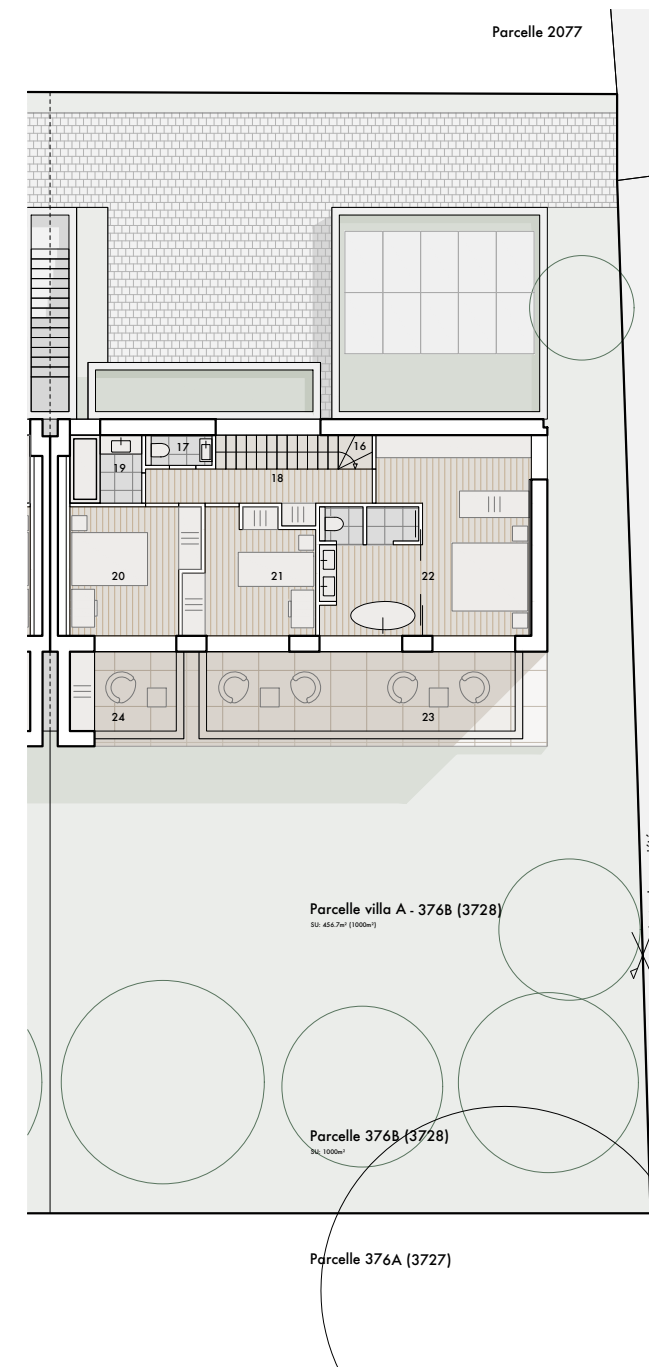 Parcelle 2077
16
17
19
18
20
21
22
24
23
Parcelle villa A - 376B (3728)
SU: 456.7m² (1000m²)
Parcelle 376B (3728)
SU: 1000m²
Parcelle 376A (3727)